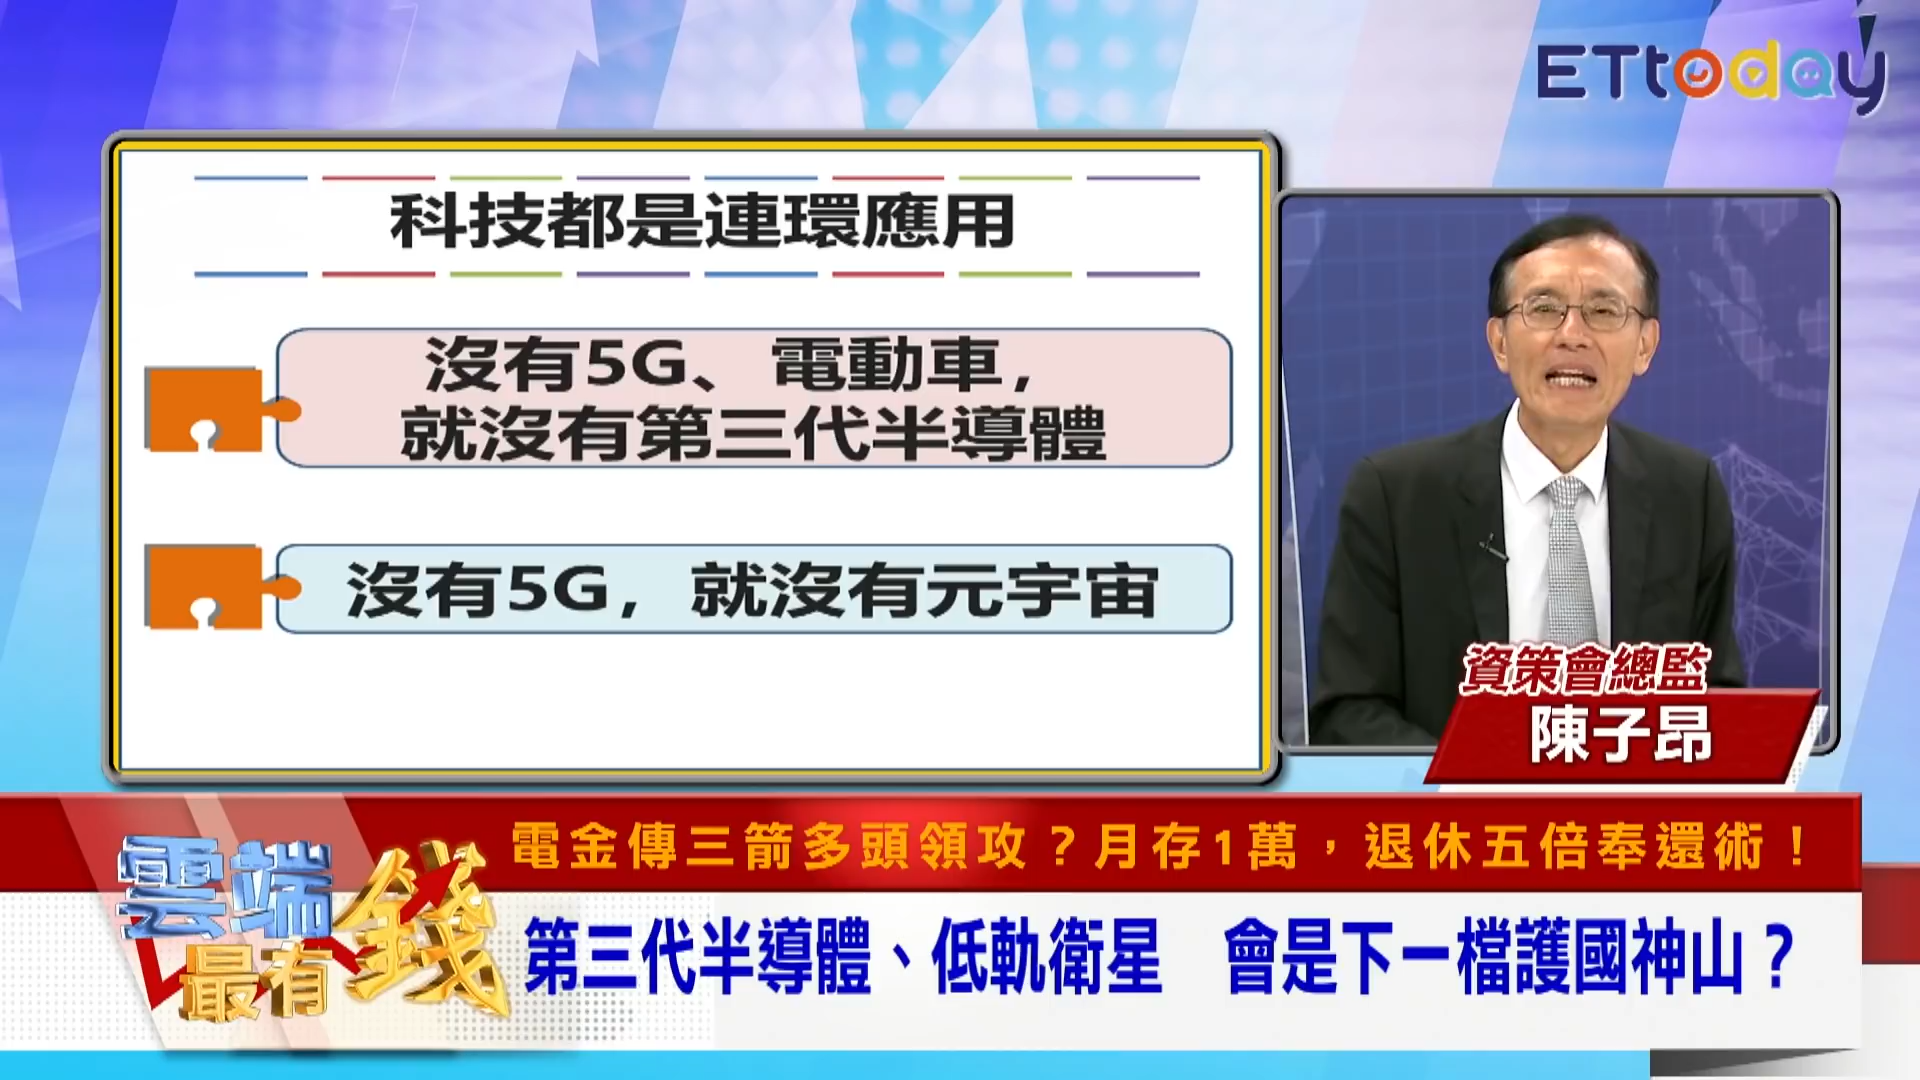 ETtoday
科技都是連環應用
沒有5G、電動車,
就沒有第三代半導體
沒有5G, 就沒有元宇宙
資策會總監
陳子昂
雲端
最有錢
電金傳三箭多頭領攻？月存1萬，退休五倍奉還術！
第三代半導體、低軌衛星 會是下一檔護國神山？